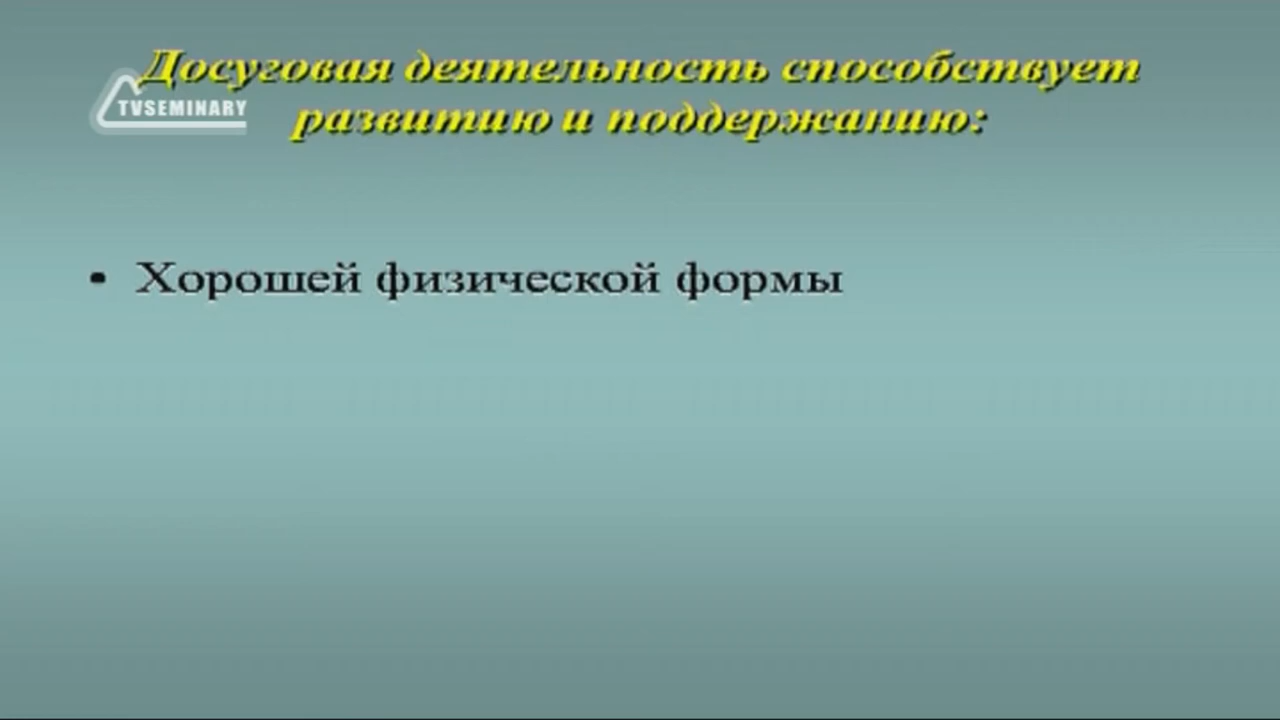 Досуговая деятельность способствует
TVSEMINARY
развитию и поддержанию:
• Хорошей физической формы